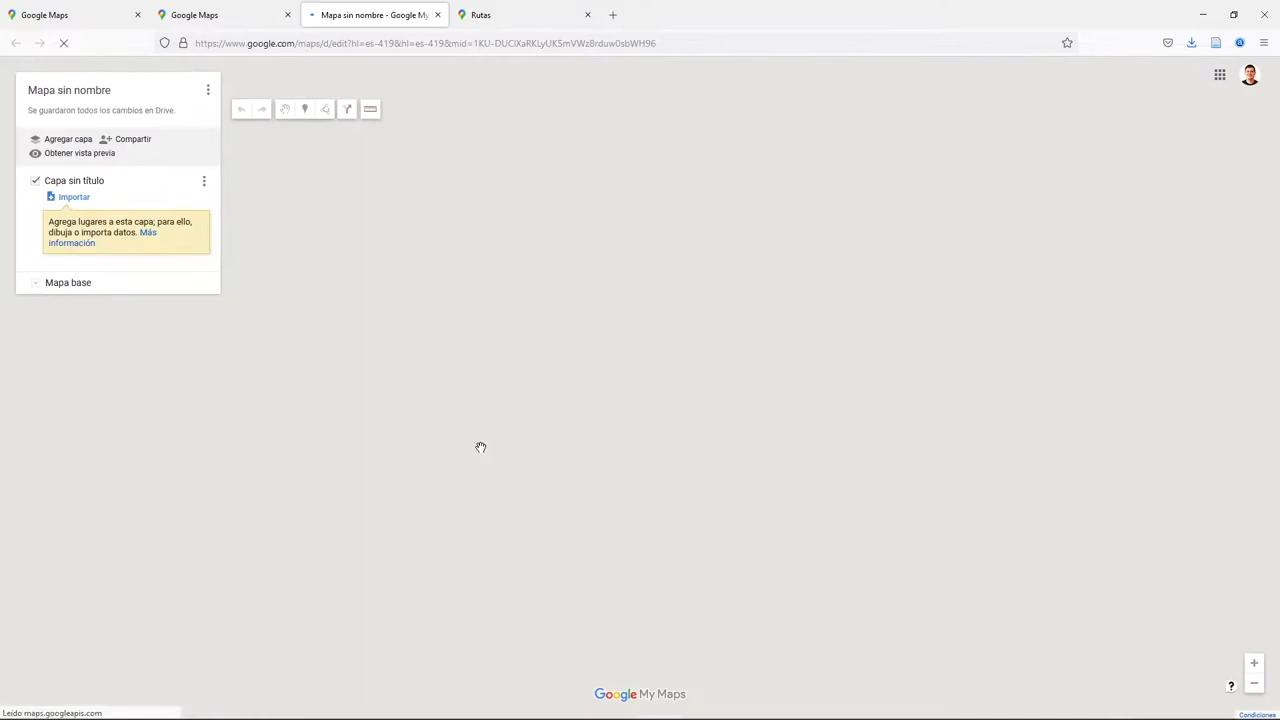 Google Maps
Google Maps
Mapa sin nombre - Google M
Rutas
https://www.google.com/maps/d/edit?hl=es-419&hl=es-419&mid=1KU-DUCIXaRKLyUK5mVWz8rduw0sbWH96
Mapa sin nombre
Se guardaron todos los cambios en Drive.
Agregar capa
Compartir
Obtener vista previa
Capa sin título
Importar
Agrega lugares a esta capa; para ello,
dibuja o importa datos. Más
información
Mapa base
Google My Maps
Leído maps.googleapis.com
Condiciones